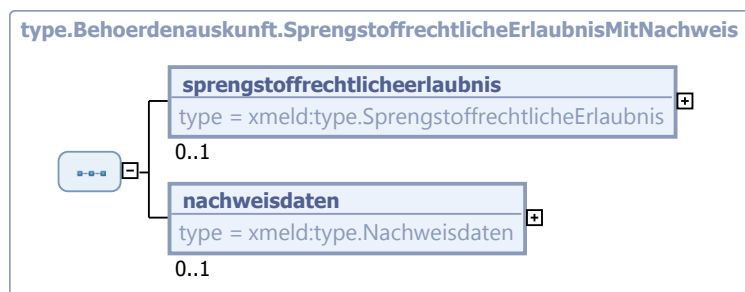 type.Behoerdenauskunft.SprengstoffrechtlicheErlaubnisMitNachweis
sprengstoffrechtlicheerlaubnis
type = xmeld:type.SprengstoffrechtlicheErlaubnis
0..1
nachweisdaten
type = xmeld:type.Nachweisdaten
0..1